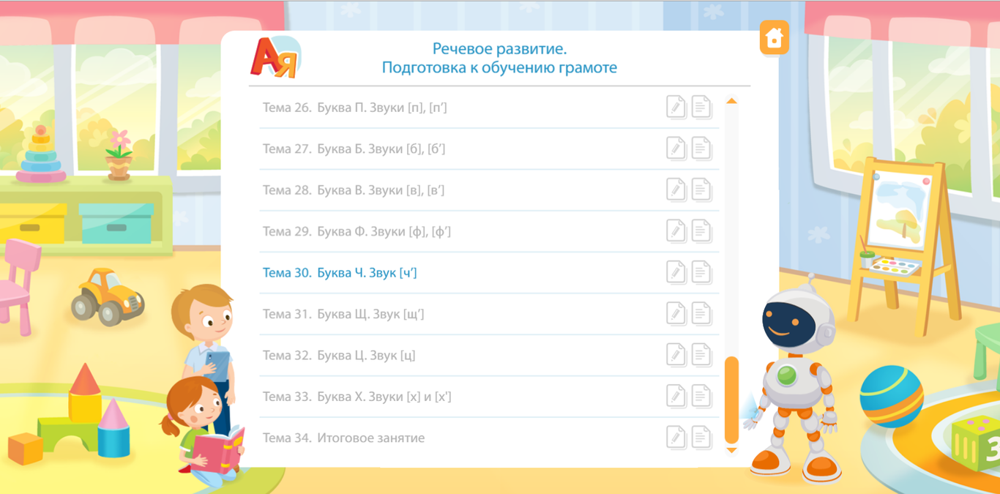 Ая
Речевое развитие.
Подготовка к обучению грамоте
Тема 26. Буква П. Звуки [п], [п’]
Тема 27. Буква Б. Звуки [б], [б’]
Тема 28. Буква В. Звуки [в], [в’]
Тема 29. Буква Ф. Звуки [ф], [ф’]
Тема 30. Буква Ч. Звук [ч’]
Тема 31. Буква Щ. Звук [щ’]
Тема 32. Буква Ц. Звук [ц]
Тема 33. Буква Х. Звуки [х] и [х']
Тема 34. Итоговое занятие
3